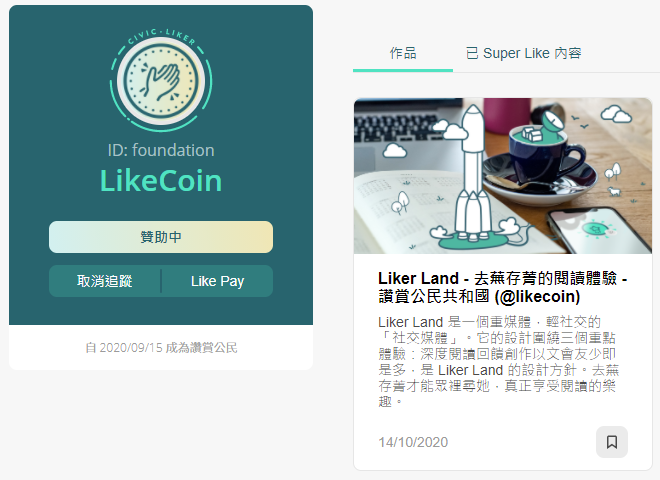 CIVIC-LIKER
ID: foundation
LikeCoin
贊助中
取消追蹤
Like Pay
自 2020/09/15 成為讚賞公民
作品
已 Super Like 內容
Liker Land - 去蕪存菁的閱讀體驗 -
讚賞公民共和國 (@likecoin)
Liker Land 是一個重媒體，輕社交的
「社交媒體」。它的設計圍繞三個重點
體驗：深度閱讀回饋創作以文會友少即
是多，是 Liker Land 的設計方針。去蕪
存菁才能眾裡尋她，真正享受閱讀的樂
趣。
14/10/2020